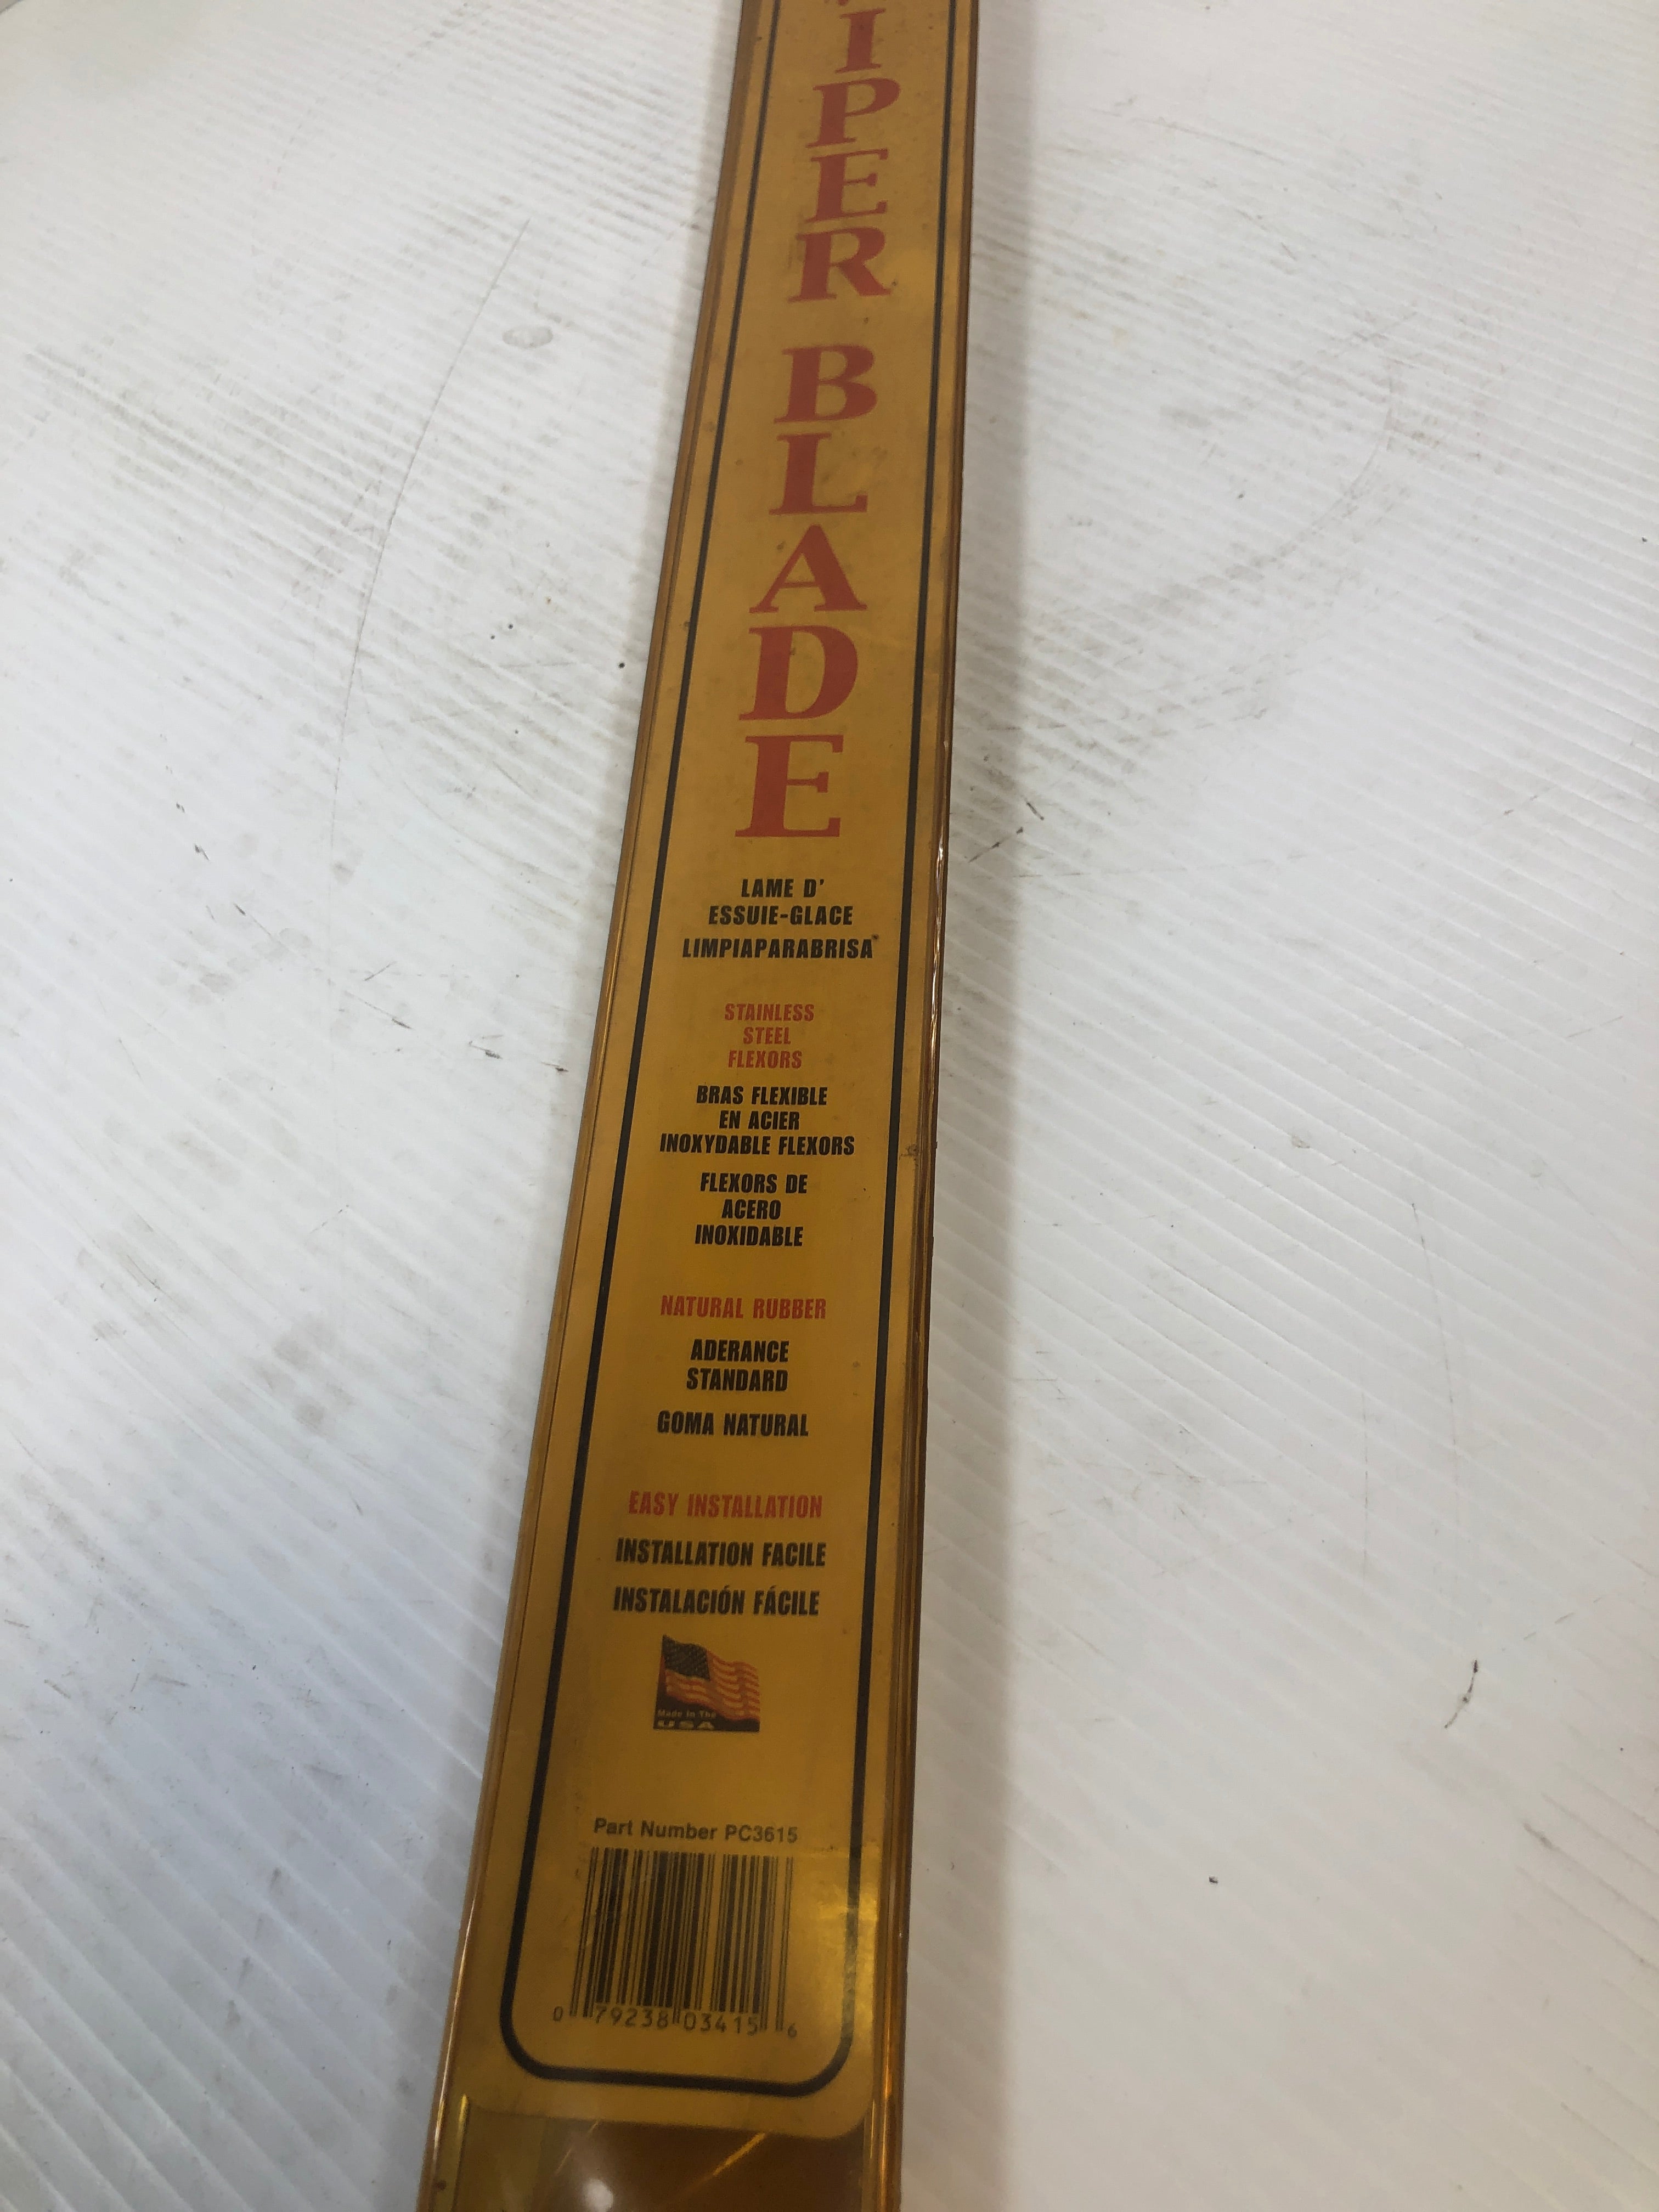 IPER BLADE
LAME D'
ESSUIE-GLACE
LIMPIAPARABRISA
STAINLESS
STEEL
FLEXORS
BRAS FLEXIBLE
EN ACIER
INOXYDABLE FLEXORS
FLEXORS DE
ACERO
INOXIDABLE
NATURAL RUBBER
ADERANCE
STANDARD
GOMA NATURAL
EASY INSTALLATION
INSTALLATION FACILE
INSTALACIÓN FÁCILE
Made In The
USA
Part Number PC3615
0 79238 03415 6